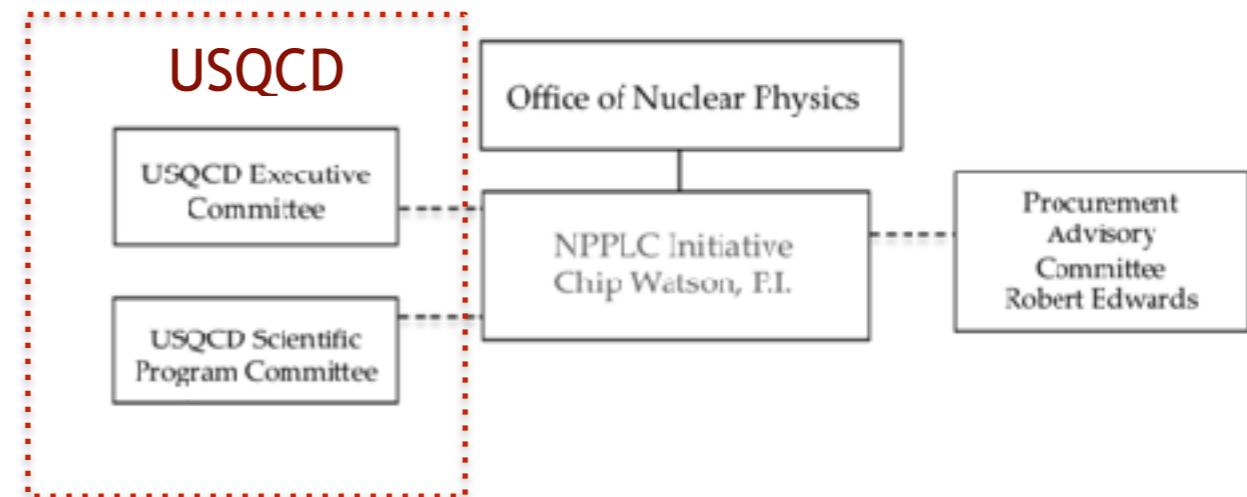 USQCD
Office of Nuclear Physics
USQCD Executive
Committee
NPPLC Initiative
Chip Watson, P.I.
Procurement
Advisory
Committee
Robert Edwards
USQCD Scientific
Program Committee